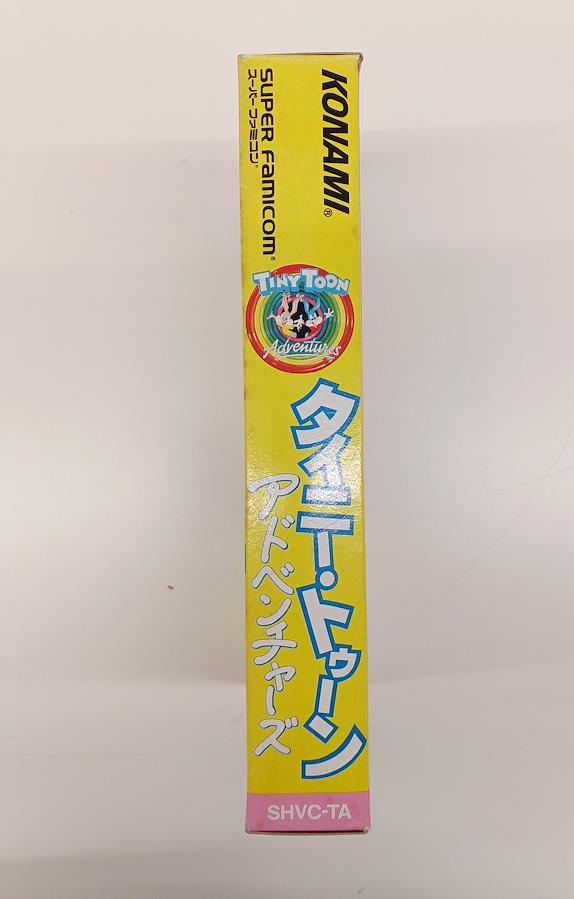 KONAMI®
SUPER FAMICOM®
スーパーファミコン®
TINY TOON
Adventures
タイニー・トゥーン
アドベンチャーズ
SHVC-TA